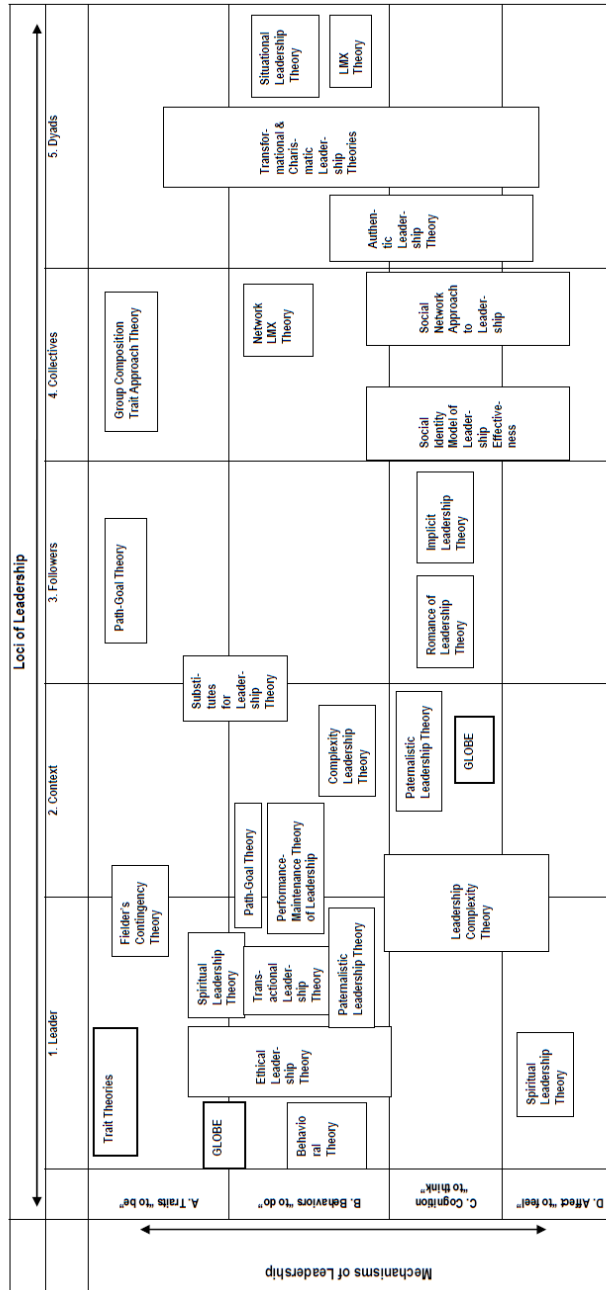 Loci of Leadership
1. Leader
2. Context
3. Followers
4. Collectives
5. Dyads
Mechanisms of Leadership
A. Traits "to be"
Trait Theories
Fielder's
Contingency
Theory
Path-Goal Theory
Group Composition
Trait Approach Theory
GLOBE
Spiritual
Leadership
Theory
Substi-
tutes
for
Leader-
ship
Theory
B. Behaviors "to do"
Behavio
ral Theory
Ethical
Leader-
ship
Theory
Trans-
actional
Leader-
ship
Theory
Paternalistic
Leadership Theory
Path-Goal Theory
Performance-
Maintenance Theory
of Leadership
Complexity
Leadership
Theory
Network
LMX
Theory
Authen-
tic
Leader-
ship
Theory
Transfor-
mational &
Charis-
matic
Leader-
ship
Theories
Situational
Leadership
Theory
LMX
Theory
C. Cognition
"to think"
Leadership
Complexity
Theory
Paternalistic
Leadership Theory
GLOBE
Romance of
Leadership
Theory
Implicit
Leadership
Theory
Social
Identity
Model of
Leader-
ship
Effective-
ness
Social
Network
Approach
to
Leader-
ship
D. Affect "to feel"
Spiritual
Leadership
Theory